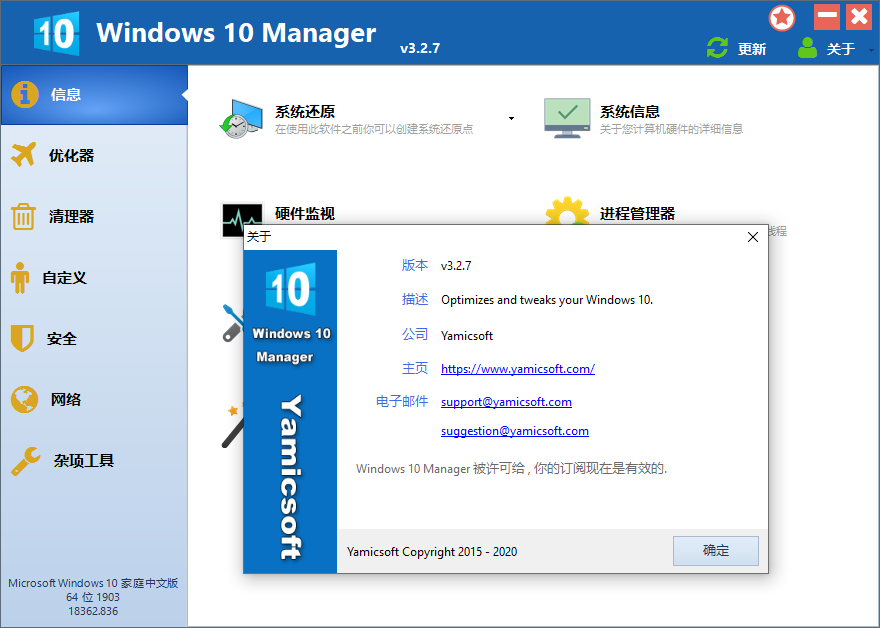 10
Windows 10 Manager
v3.2.7
更新
关于
信息
优化器
清理器
自定义
安全
网络
杂项工具
Microsoft Windows 10 家庭中文版
64 位 1903
18362.836
系统还原
在使用此软件之前你可以创建系统还原点
系统信息
关于您计算机硬件的详细信息
硬件监视
进程管理器
线程
关于
10
Windows 10
Manager
Yamicsoft
版本 v3.2.7
描述 Optimizes and tweaks your Windows 10.
公司 Yamicsoft
主页 https://www.yamicsoft.com/
电子邮件 support@yamicsoft.com
suggestion@yamicsoft.com
Windows 10 Manager 被许可给 , 你的订阅现在是有效的.
Yamicsoft Copyright 2015 - 2020
确定